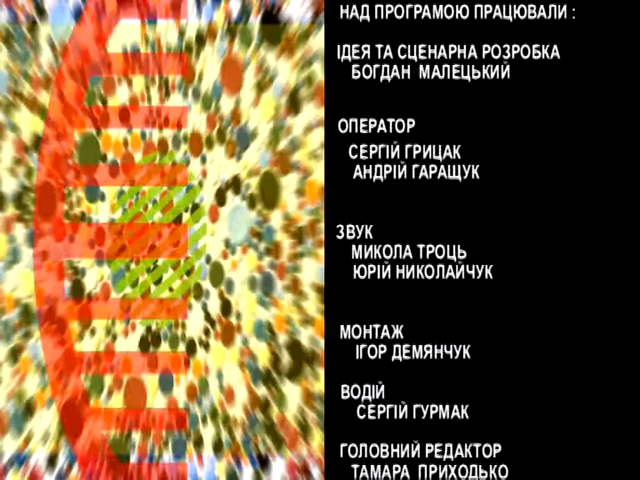 НАД ПРОГРАМОЮ ПРАЦЮВАЛИ :
ІДЕЯ ТА СЦЕНАРНА РОЗРОБКА
БОГДАН МАЛЕЦЬКИЙ
ОПЕРАТОР
СЕРГІЙ ГРИЦАК
АНДРІЙ ГАРАЩУК
ЗВУК
МИКОЛА ТРОЦЬ
ЮРІЙ НИКОЛАЙЧУК
МОНТАЖ
ІГОР ДЕМЯНЧУК
ВОДІЙ
СЕРГІЙ ГУРМАК
ГОЛОВНИЙ РЕДАКТОР
ТАМАРА ПРИХОДЬКО